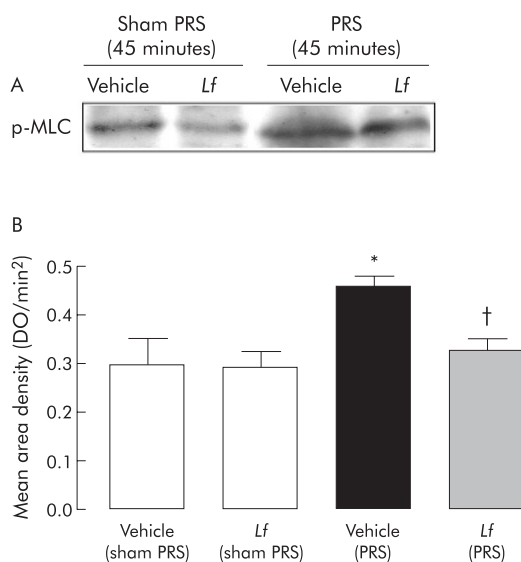 Sham PRS PRS
(45 minutes) (45 minutes)
A Vehicle Lf Vehicle Lf
p-MLC
B
Mean area density (DO/min²)
0.5
0.4
0.3
0.2
0.1
0.0
*
†
Vehicle Lf Vehicle Lf
(sham PRS) (sham PRS) (PRS) (PRS)